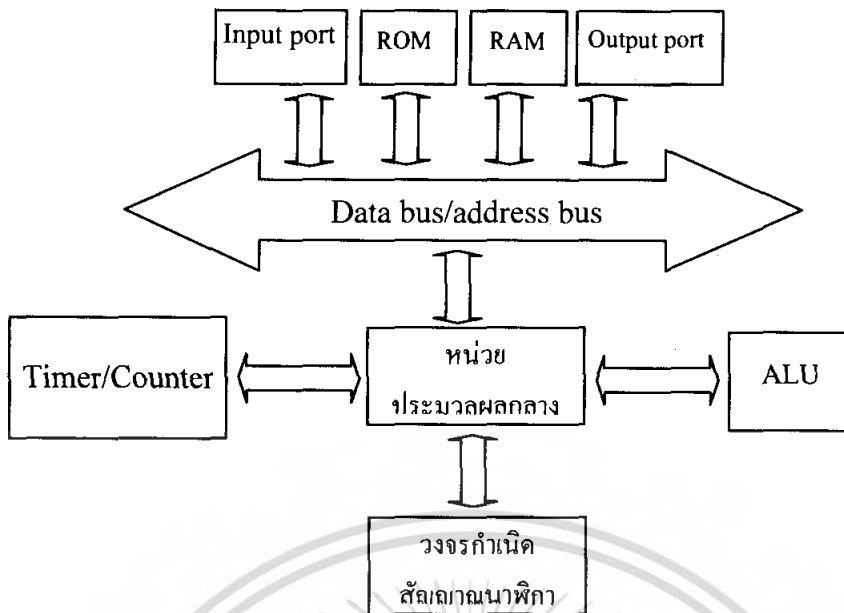 Input port
ROM
RAM
Output port
Data bus/address bus
Timer/Counter
หน่วย
ประมวลผลกลาง
ALU
วงจรกำเนิด
สัญญาณนาฬิกา